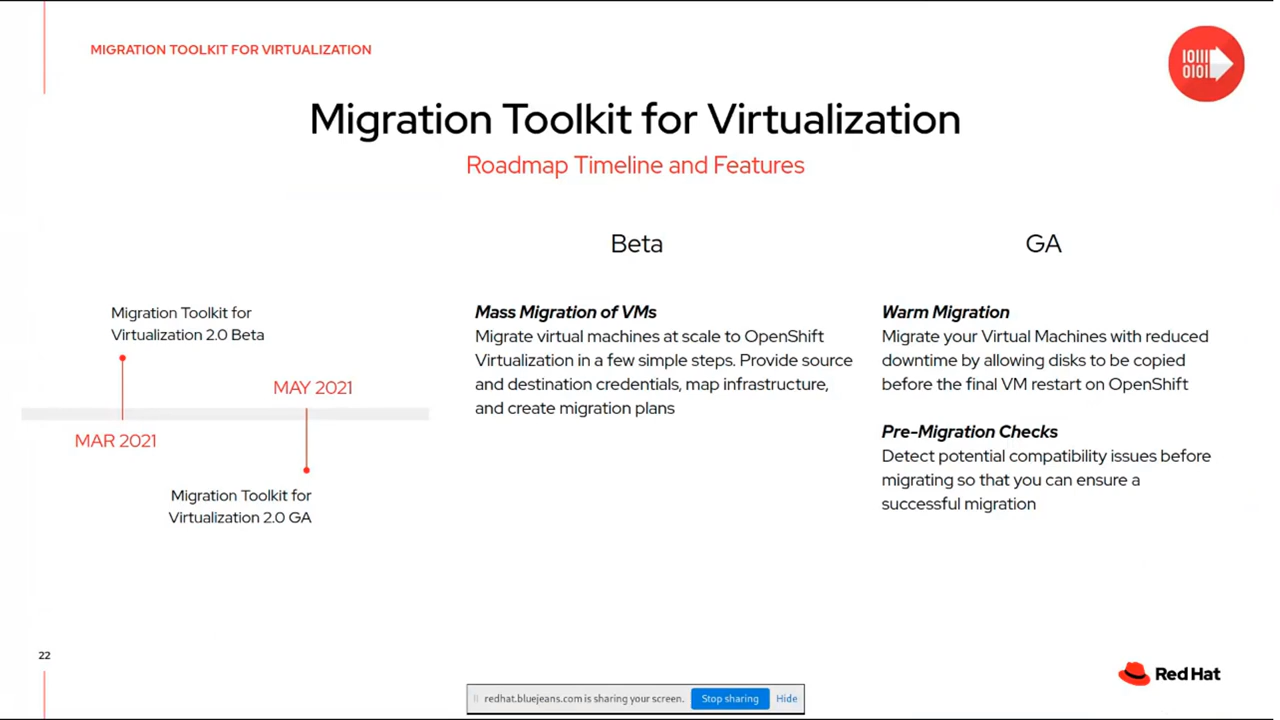 MIGRATION TOOLKIT FOR VIRTUALIZATION
Migration Toolkit for Virtualization
Roadmap Timeline and Features
Migration Toolkit for
Virtualization 2.0 Beta
MAY 2021
MAR 2021
Migration Toolkit for
Virtualization 2.0 GA
Beta
Mass Migration of VMs
Migrate virtual machines at scale to OpenShift
Virtualization in a few simple steps. Provide source
and destination credentials, map infrastructure,
and create migration plans
GA
Warm Migration
Migrate your Virtual Machines with reduced
downtime by allowing disks to be copied
before the final VM restart on OpenShift
Pre-Migration Checks
Detect potential compatibility issues before
migrating so that you can ensure a
successful migration
22
Red Hat
redhat.bluejeans.com is sharing your screen.
Stop sharing
Hide